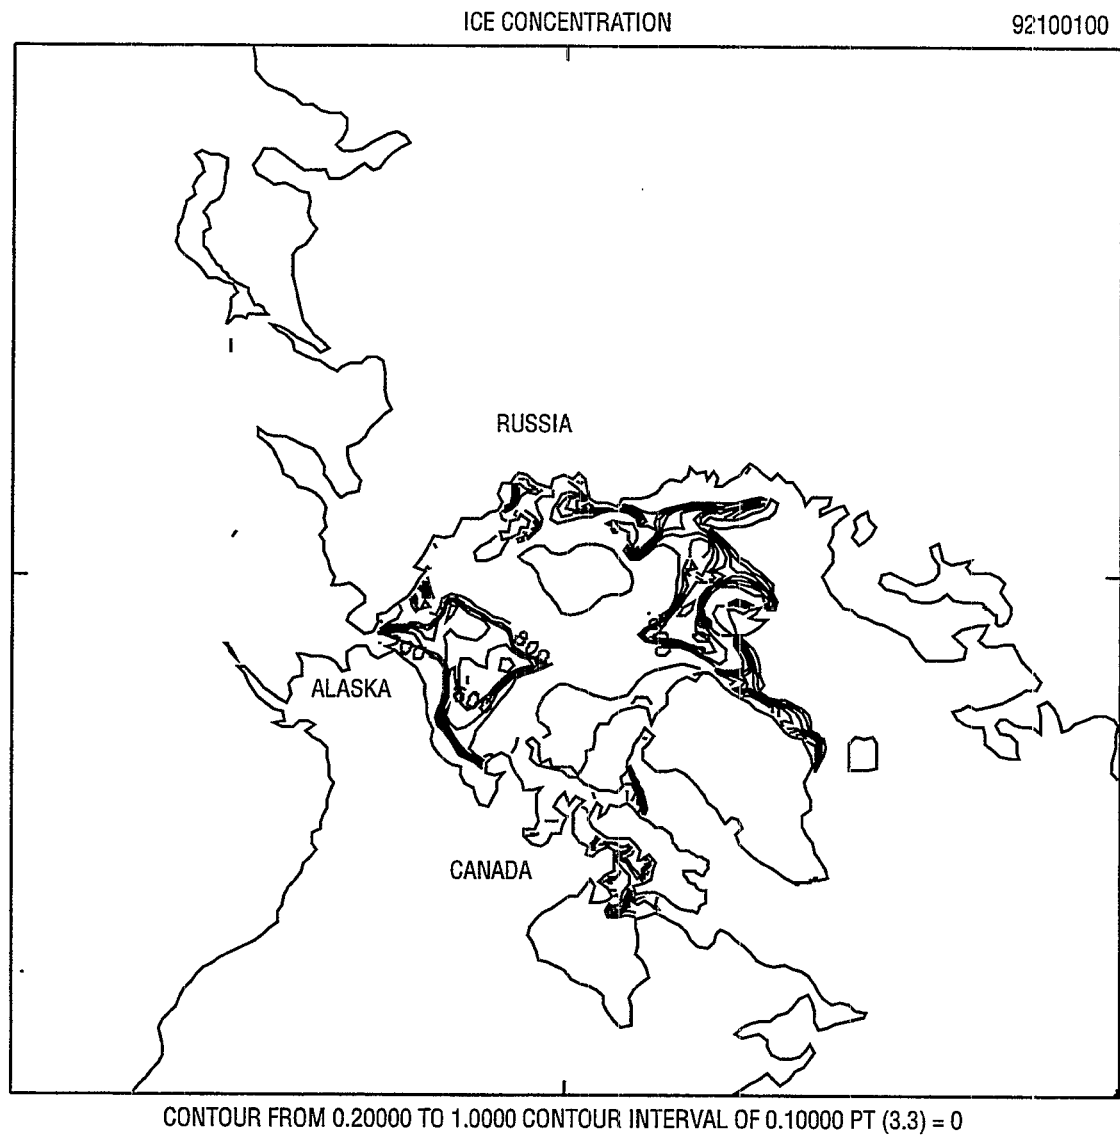 ICE CONCENTRATION
92100100
RUSSIA
ALASKA
CANADA
CONTOUR FROM 0.20000 TO 1.0000 CONTOUR INTERVAL OF 0.10000 PT (3.3) = 0